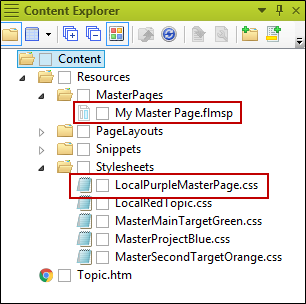 Content Explorer
Content
Resources
MasterPages
My Master Page.flmsp
PageLayouts
Snippets
Stylesheets
LocalPurpleMasterPage.css
LocalRedTopic.css
MasterMainTargetGreen.css
MasterProjectBlue.css
MasterSecondTargetOrange.css
Topic.htm